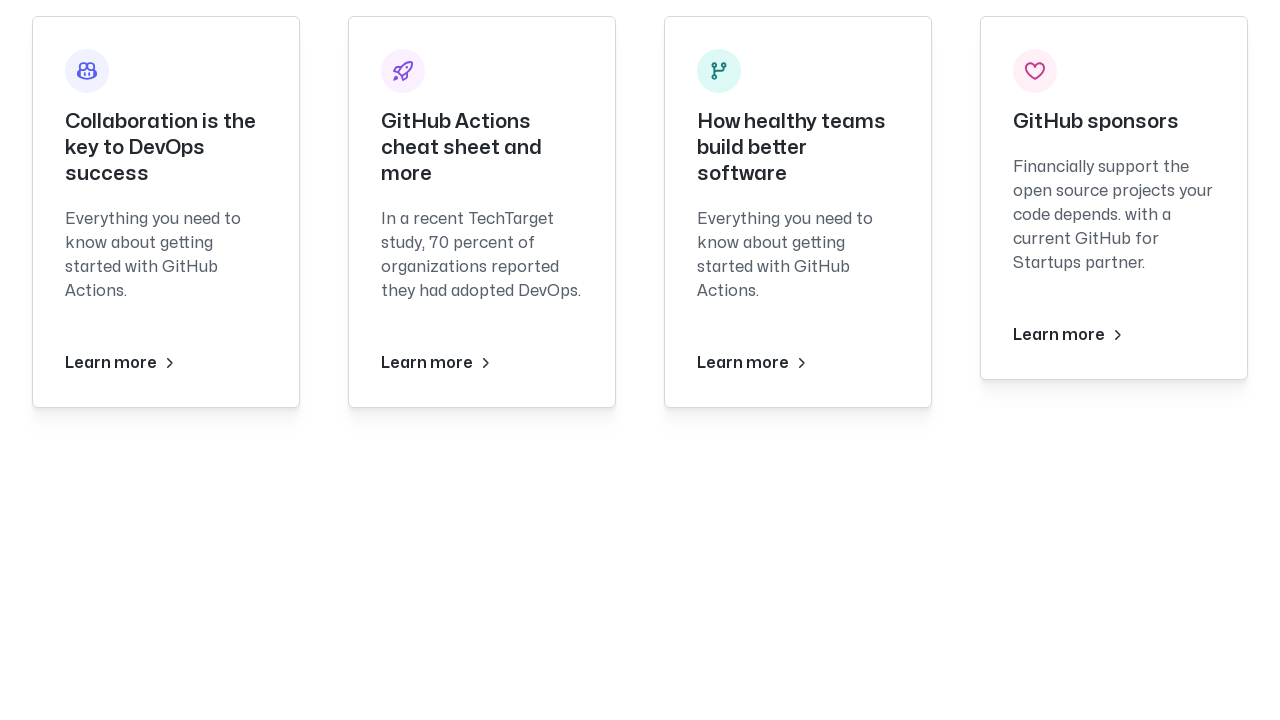 Collaboration is the
key to DevOps
success
Everything you need to
know about getting
started with GitHub
Actions.
Learn more
GitHub Actions
cheat sheet and
more
In a recent TechTarget
study, 70 percent of
organizations reported
they had adopted DevOps.
Learn more
How healthy teams
build better
software
Everything you need to
know about getting
started with GitHub
Actions.
Learn more
GitHub sponsors
Financially support the
open source projects your
code depends. with a
current GitHub for
Startups partner.
Learn more